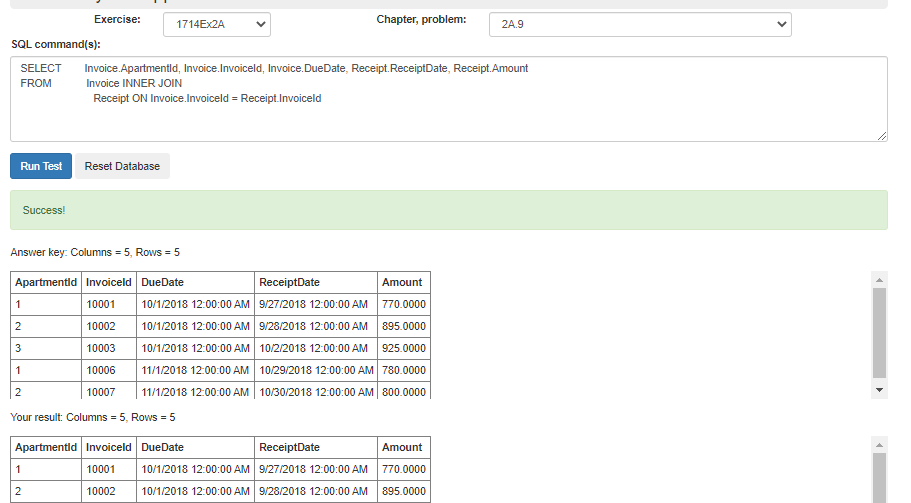 Exercise: 1714Ex2A Chapter, problem: 2A.9
SQL command(s):
SELECT Invoice.ApartmentId, Invoice.InvoiceId, Invoice.DueDate, Receipt.ReceiptDate, Receipt.Amount
FROM Invoice INNER JOIN
Receipt ON Invoice.InvoiceId = Receipt.InvoiceId
Run Test Reset Database
Success!
Answer key: Columns = 5, Rows = 5
ApartmentId InvoiceId DueDate ReceiptDate Amount
1 10001 10/1/2018 12:00:00 AM 9/27/2018 12:00:00 AM 770.0000
2 10002 10/1/2018 12:00:00 AM 9/28/2018 12:00:00 AM 895.0000
3 10003 10/1/2018 12:00:00 AM 10/2/2018 12:00:00 AM 925.0000
1 10006 11/1/2018 12:00:00 AM 10/29/2018 12:00:00 AM 780.0000
2 10007 11/1/2018 12:00:00 AM 10/30/2018 12:00:00 AM 800.0000
Your result: Columns = 5, Rows = 5
ApartmentId InvoiceId DueDate ReceiptDate Amount
1 10001 10/1/2018 12:00:00 AM 9/27/2018 12:00:00 AM 770.0000
2 10002 10/1/2018 12:00:00 AM 9/28/2018 12:00:00 AM 895.0000